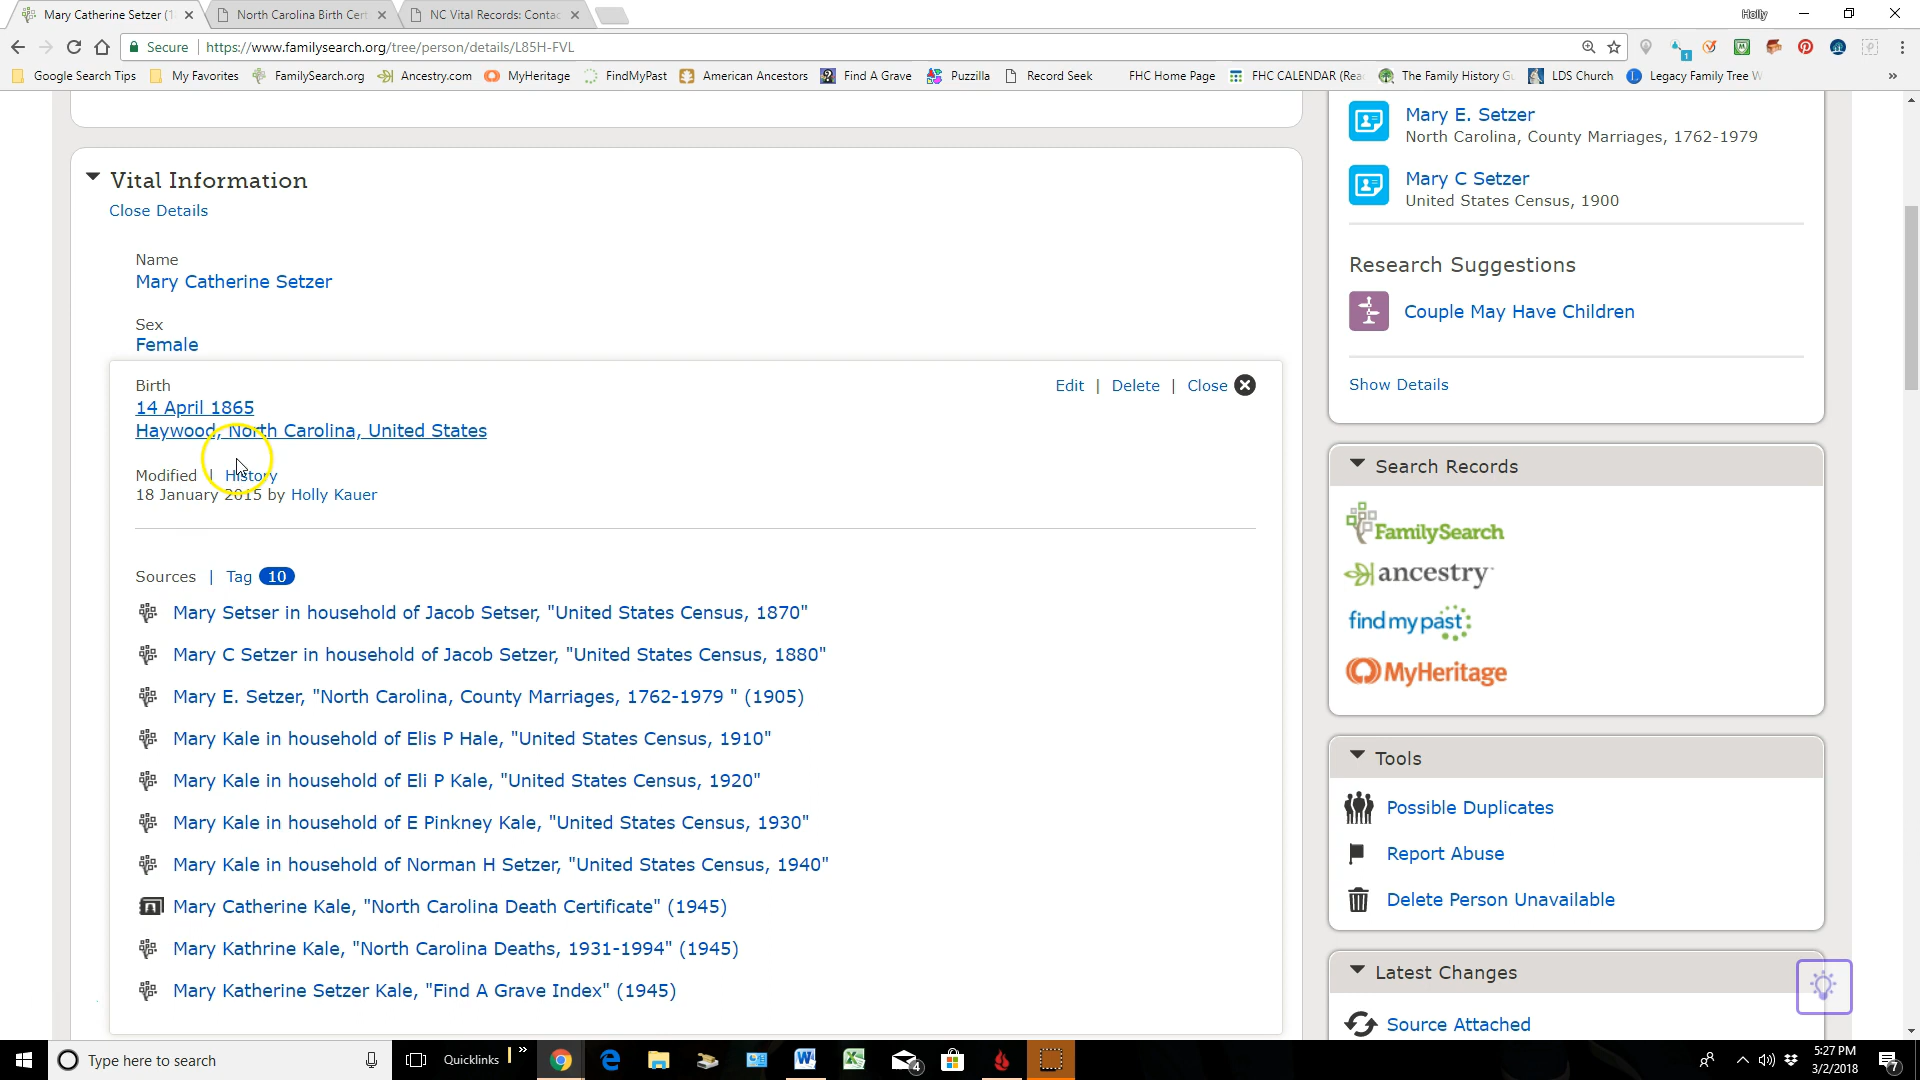 Mary Catherine Setzer (1
North Carolina Birth Cert
NC Vital Records: Contac
Holly
Secure
https://www.familysearch.org/tree/person/details/L85H-FVL
Google Search Tips
My Favorites
FamilySearch.org
Ancestry.com
MyHeritage
FindMyPast
American Ancestors
Find A Grave
Puzzilla
Record Seek
FHC Home Page
FHC CALENDAR (Rea
The Family History Gu
LDS Church
Legacy Family Tree W
Vital Information
Close Details
Name
Mary Catherine Setzer
Sex
Female
Birth
Edit | Delete | Close
14 April 1865
Haywood, North Carolina, United States
Modified | History
18 January 2015 by Holly Kauer
Sources | Tag 10
Mary Setser in household of Jacob Setser, "United States Census, 1870"
Mary C Setzer in household of Jacob Setzer, "United States Census, 1880"
Mary E. Setzer, "North Carolina, County Marriages, 1762-1979 " (1905)
Mary Kale in household of Elis P Hale, "United States Census, 1910"
Mary Kale in household of Eli P Kale, "United States Census, 1920"
Mary Kale in household of E Pinkney Kale, "United States Census, 1930"
Mary Kale in household of Norman H Setzer, "United States Census, 1940"
Mary Catherine Kale, "North Carolina Death Certificate" (1945)
Mary Kathrine Kale, "North Carolina Deaths, 1931-1994" (1945)
Mary Katherine Setzer Kale, "Find A Grave Index" (1945)
Mary E. Setzer
North Carolina, County Marriages, 1762-1979
Mary C Setzer
United States Census, 1900
Research Suggestions
Couple May Have Children
Show Details
Search Records
FamilySearch
ancestry
findmypast
MyHeritage
Tools
Possible Duplicates
Report Abuse
Delete Person Unavailable
Latest Changes
Source Attached
Type here to search
Quicklinks
4
5:27 PM
3/2/2018
7